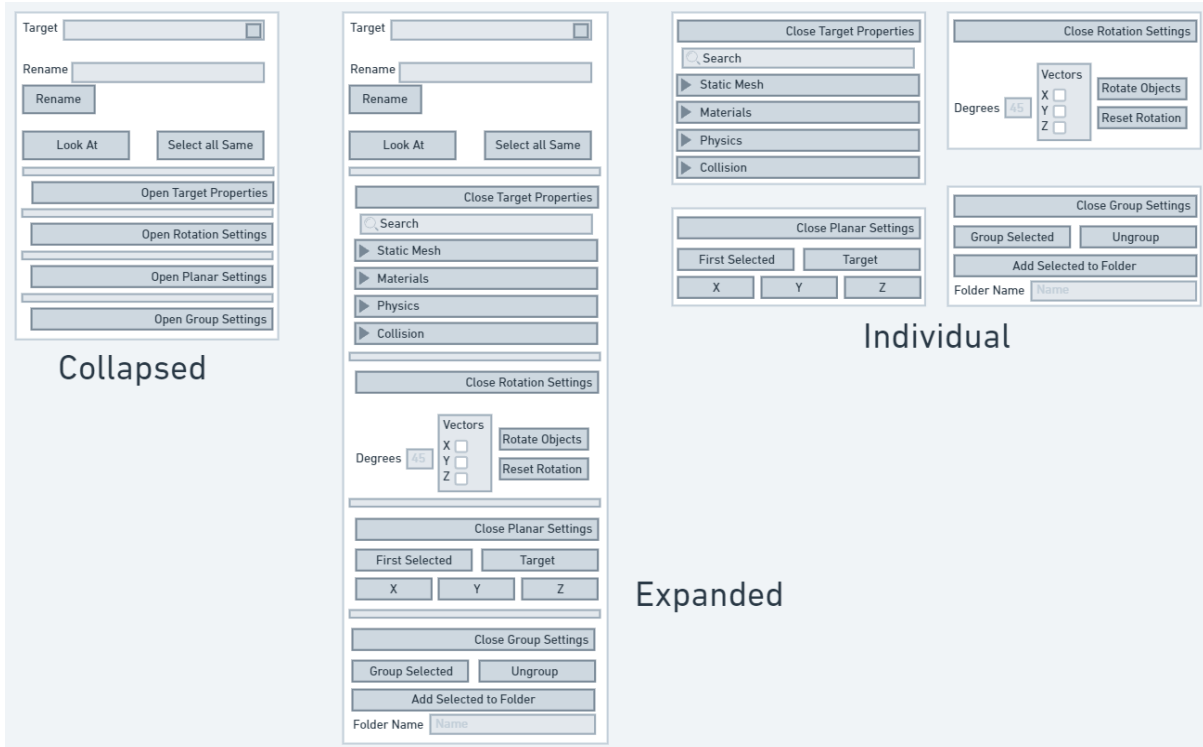 Target
Rename
Rename
Look At Select all Same
Open Target Properties
Open Rotation Settings
Open Planar Settings
Open Group Settings
Collapsed
Target
Rename
Rename
Look At Select all Same
Close Target Properties
Search
Static Mesh
Materials
Physics
Collision
Close Rotation Settings
Vectors
X
Degrees 45 Y
Z
Rotate Objects
Reset Rotation
Close Planar Settings
First Selected Target
X Y Z
Close Group Settings
Group Selected Ungroup
Add Selected to Folder
Folder Name Name
Expanded
Close Target Properties
Search
Static Mesh
Materials
Physics
Collision
Close Rotation Settings
Vectors
X
Degrees 45 Y
Z
Rotate Objects
Reset Rotation
Close Planar Settings
First Selected Target
X Y Z
Close Group Settings
Group Selected Ungroup
Add Selected to Folder
Folder Name Name
Individual